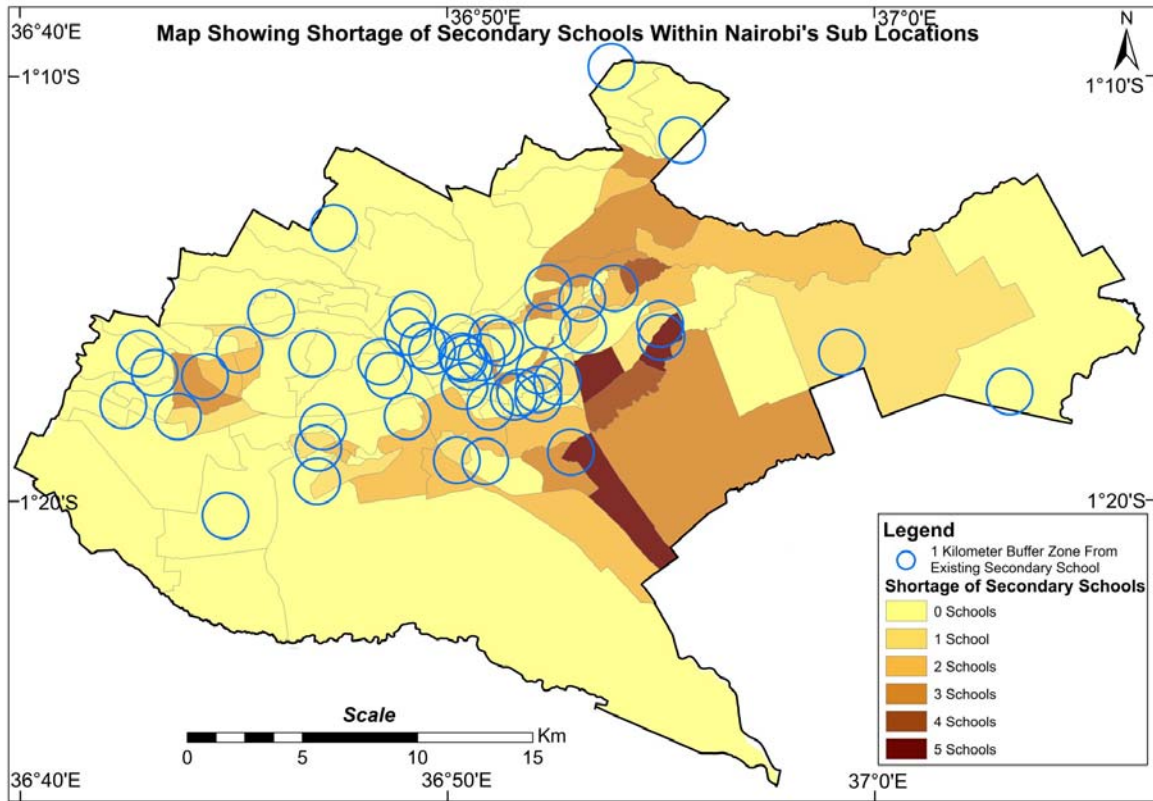 36°40'E
36°50'E
37°0'E
Map Showing Shortage of Secondary Schools Within Nairobi's Sub Locations
N
1°10'S
1°10'S
1°20'S
1°20'S
Legend
1 Kilometer Buffer Zone From
Existing Secondary School
Shortage of Secondary Schools
0 Schools
1 School
2 Schools
3 Schools
4 Schools
5 Schools
Scale
Km
0 5 10 15
36°40'E
36°50'E
37°0'E